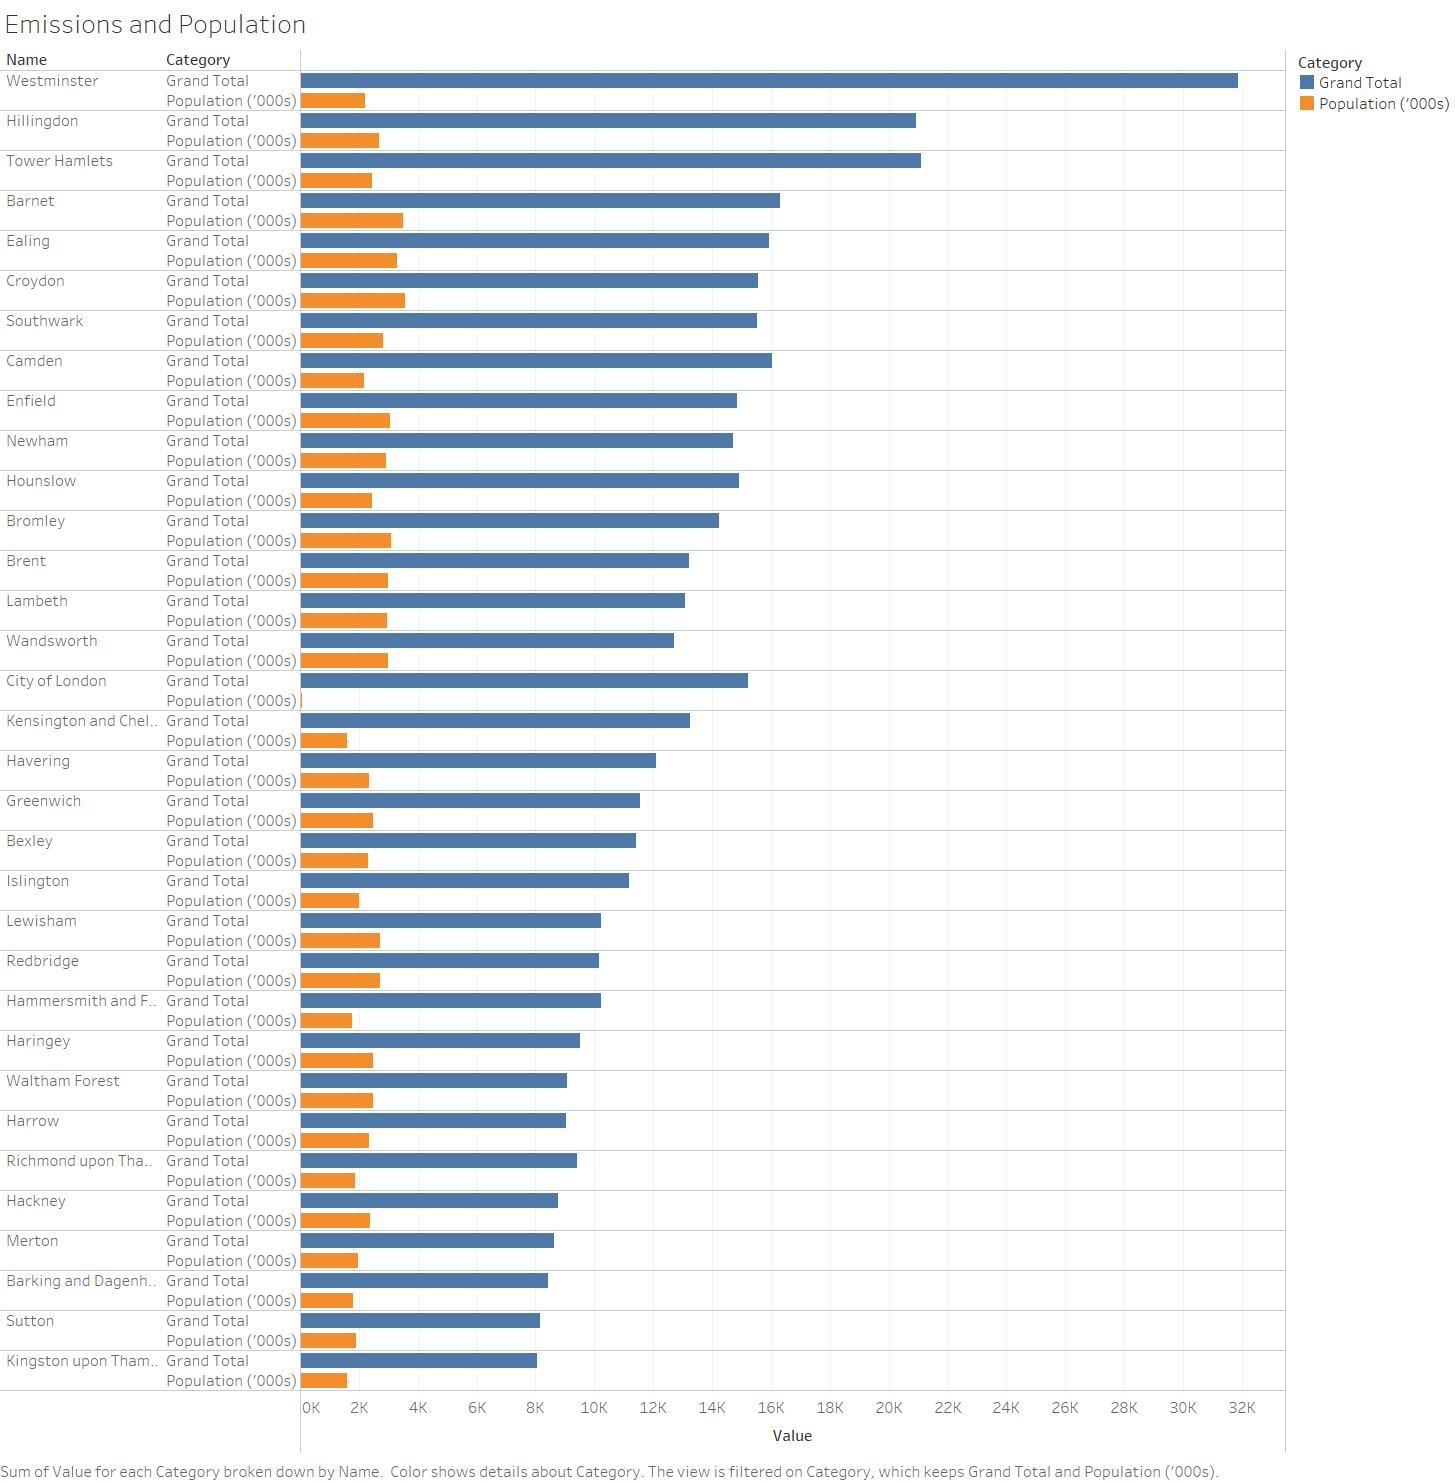 Emissions and Population
Name Category
Westminster Grand Total
Population ('000s)
Hillingdon Grand Total
Population ('000s)
Tower Hamlets Grand Total
Population ('000s)
Barnet Grand Total
Population ('000s)
Ealing Grand Total
Population ('000s)
Croydon Grand Total
Population ('000s)
Southwark Grand Total
Population ('000s)
Camden Grand Total
Population ('000s)
Enfield Grand Total
Population ('000s)
Newham Grand Total
Population ('000s)
Hounslow Grand Total
Population ('000s)
Bromley Grand Total
Population ('000s)
Brent Grand Total
Population ('000s)
Lambeth Grand Total
Population ('000s)
Wandsworth Grand Total
Population ('000s)
City of London Grand Total
Population ('000s)
Kensington and Chel.. Grand Total
Population ('000s)
Havering Grand Total
Population ('000s)
Greenwich Grand Total
Population ('000s)
Bexley Grand Total
Population ('000s)
Islington Grand Total
Population ('000s)
Lewisham Grand Total
Population ('000s)
Redbridge Grand Total
Population ('000s)
Hammersmith and F.. Grand Total
Population ('000s)
Haringey Grand Total
Population ('000s)
Waltham Forest Grand Total
Population ('000s)
Harrow Grand Total
Population ('000s)
Richmond upon Tha.. Grand Total
Population ('000s)
Hackney Grand Total
Population ('000s)
Merton Grand Total
Population ('000s)
Barking and Dagenh.. Grand Total
Population ('000s)
Sutton Grand Total
Population ('000s)
Kingston upon Tham.. Grand Total
Population ('000s)
0K 2K 4K 6K 8K 10K 12K 14K 16K 18K 20K 22K 24K 26K 28K 30K 32K
Value
Category
Grand Total
Population ('000s)
Sum of Value for each Category broken down by Name. Color shows details about Category. The view is filtered on Category, which keeps Grand Total and Population ('000s).